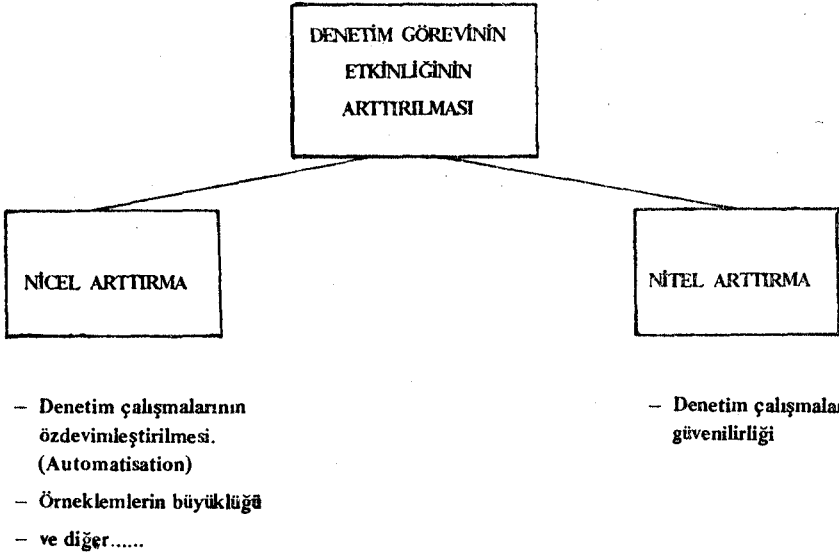 DENETİM GÖREVİNİN
ETKİNLİĞİNİN
ARTTIRILMASI
NİCEL ARTTIRMA
NİTEL ARTTIRMA
– Denetim çalışmalarının
özdevimleştirilmesi.
(Automatisation)
– Örneklemlerin büyüklüğü
– ve diğer......
– Denetim
güvenilirliği